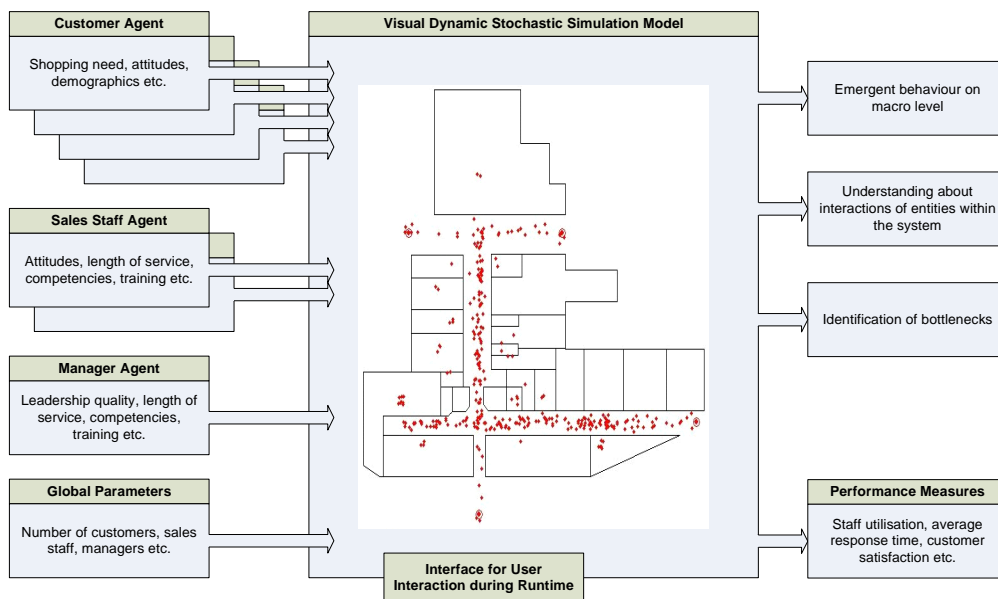 Customer Agent
Shopping need, attitudes,
demographics etc.
Sales Staff Agent
Attitudes, length of service,
competencies, training etc.
Manager Agent
Leadership quality, length of
service, competencies,
training etc.
Global Parameters
Number of customers, sales
staff, managers etc.
Visual Dynamic Stochastic Simulation Model
Interface for User
Interaction during Runtime
Emergent behaviour on
macro level
Understanding about
interactions of entities within
the system
Identification of bottlenecks
Performance Measures
Staff utilisation, average
response time, customer
satisfaction etc.